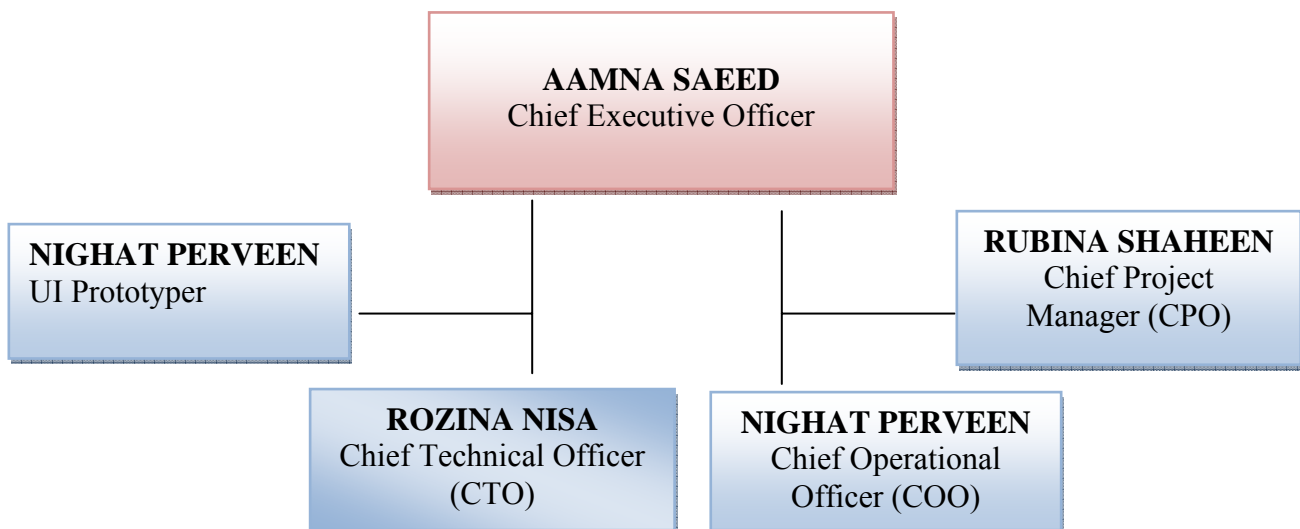 AAMNA SAEED
Chief Executive Officer
NIGHAT PERVEEN
UI Prototyper
RUBINA SHAHEEN
Chief Project
Manager (CPO)
ROZINA NISA
Chief Technical Officer
(CTO)
NIGHAT PERVEEN
Chief Operational
Officer (COO)